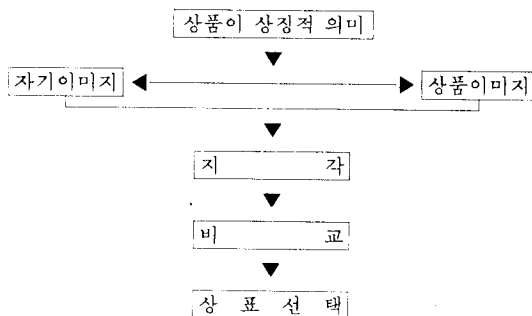 상품이 상징적 의미
자기이미지 상품이미지
지 각
비 교
상 표 선 택